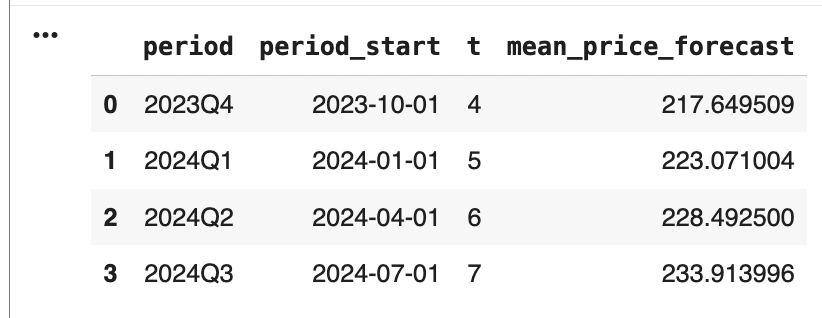 ...
period period_start t mean_price_forecast
0 2023Q4 2023-10-01 4 217.649509
1 2024Q1 2024-01-01 5 223.071004
2 2024Q2 2024-04-01 6 228.492500
3 2024Q3 2024-07-01 7 233.913996